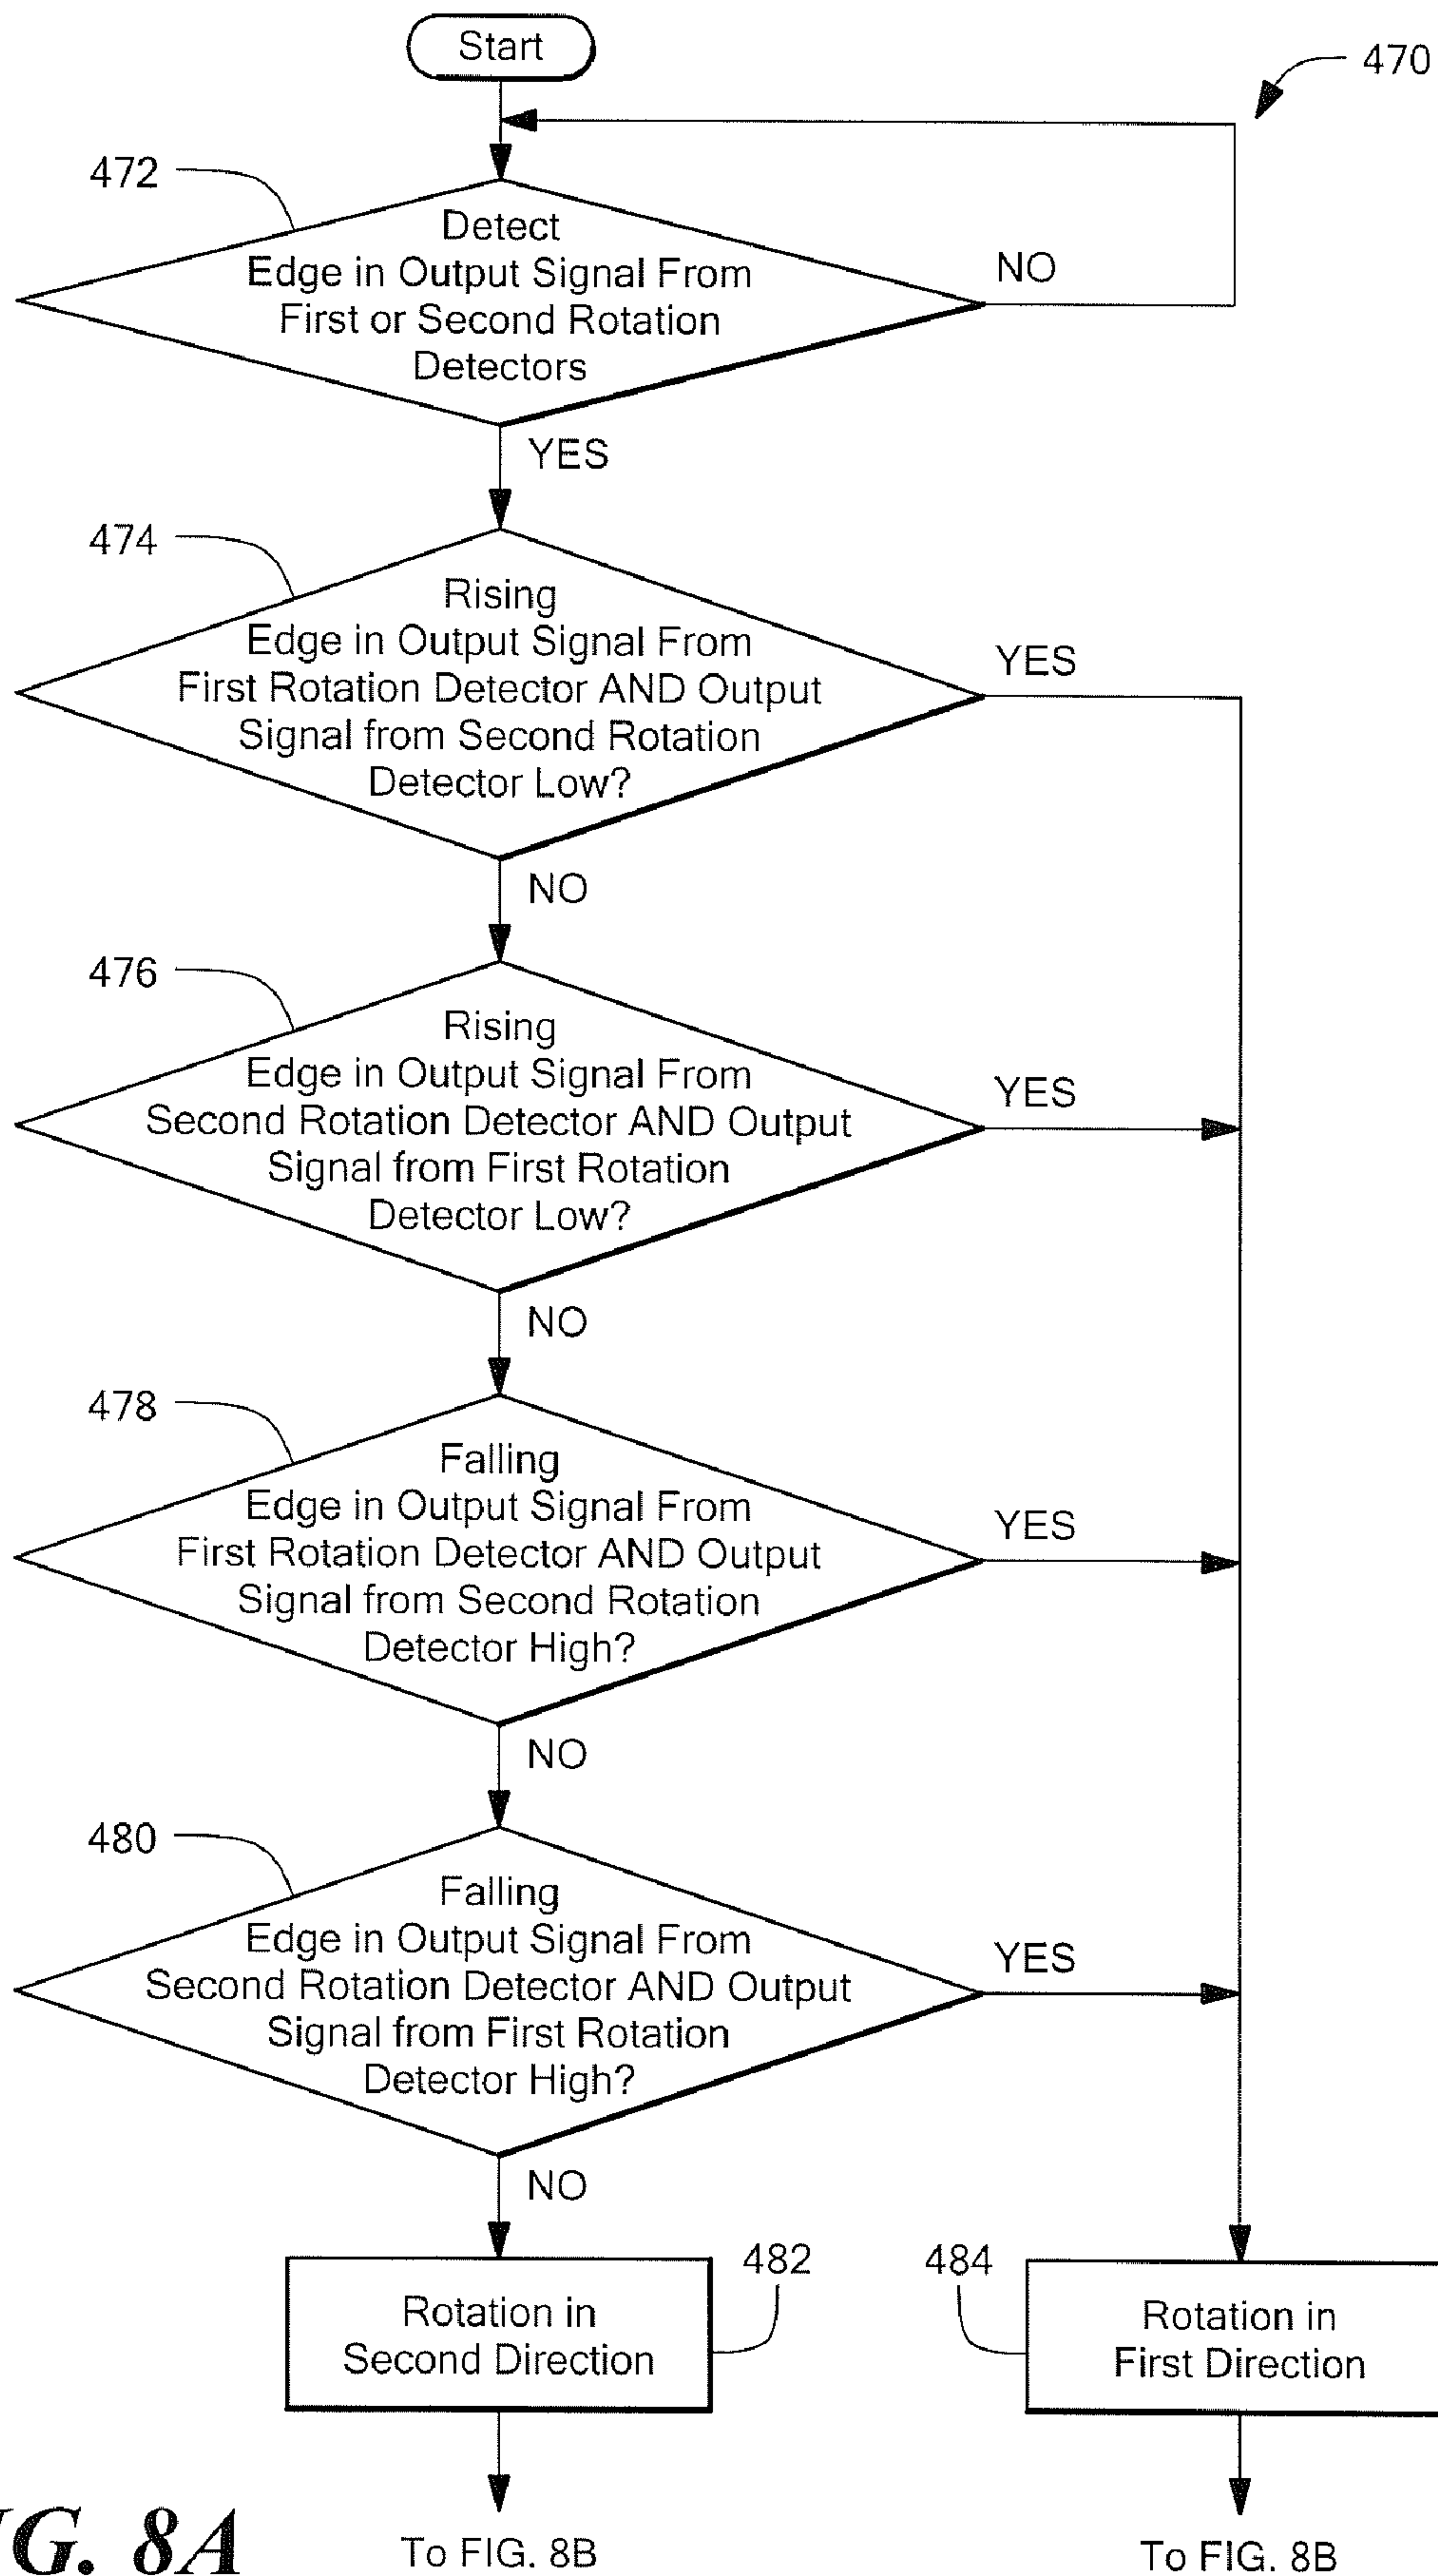 Start
470
472
Detect
Edge in Output Signal From
First or Second Rotation
Detectors
NO
YES
474
Rising
Edge in Output Signal From
First Rotation Detector AND Output
Signal from Second Rotation
Detector Low?
YES
NO
476
Rising
Edge in Output Signal From
Second Rotation Detector AND Output
Signal from First Rotation
Detector Low?
YES
NO
478
Falling
Edge in Output Signal From
First Rotation Detector AND Output
Signal from Second Rotation
Detector High?
YES
NO
480
Falling
Edge in Output Signal From
Second Rotation Detector AND Output
Signal from First Rotation
Detector High?
YES
NO
482
484
Rotation in
Second Direction
Rotation in
First Direction
IG. 8A
To FIG. 8B
To FIG. 8B